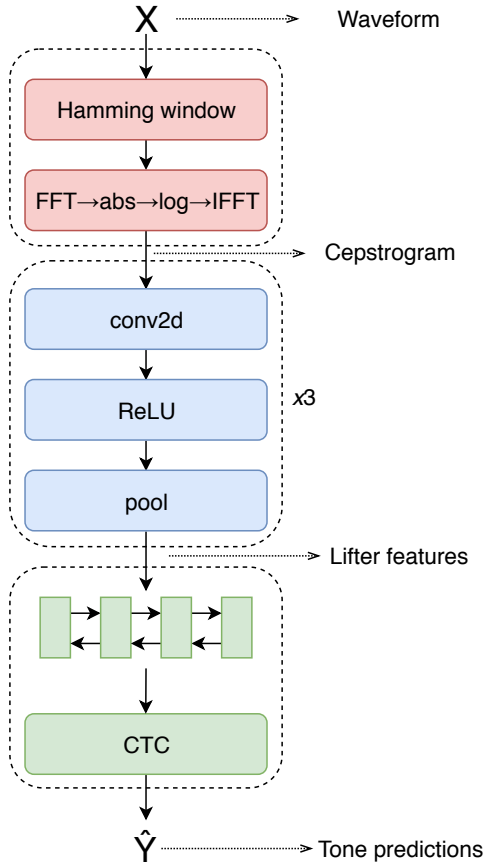 X
Waveform
Hamming window
FFT→abs→log→IFFT
Cepstrogram
conv2d
ReLU
x3
pool
Lifter features
CTC
Ŷ
Tone predictions